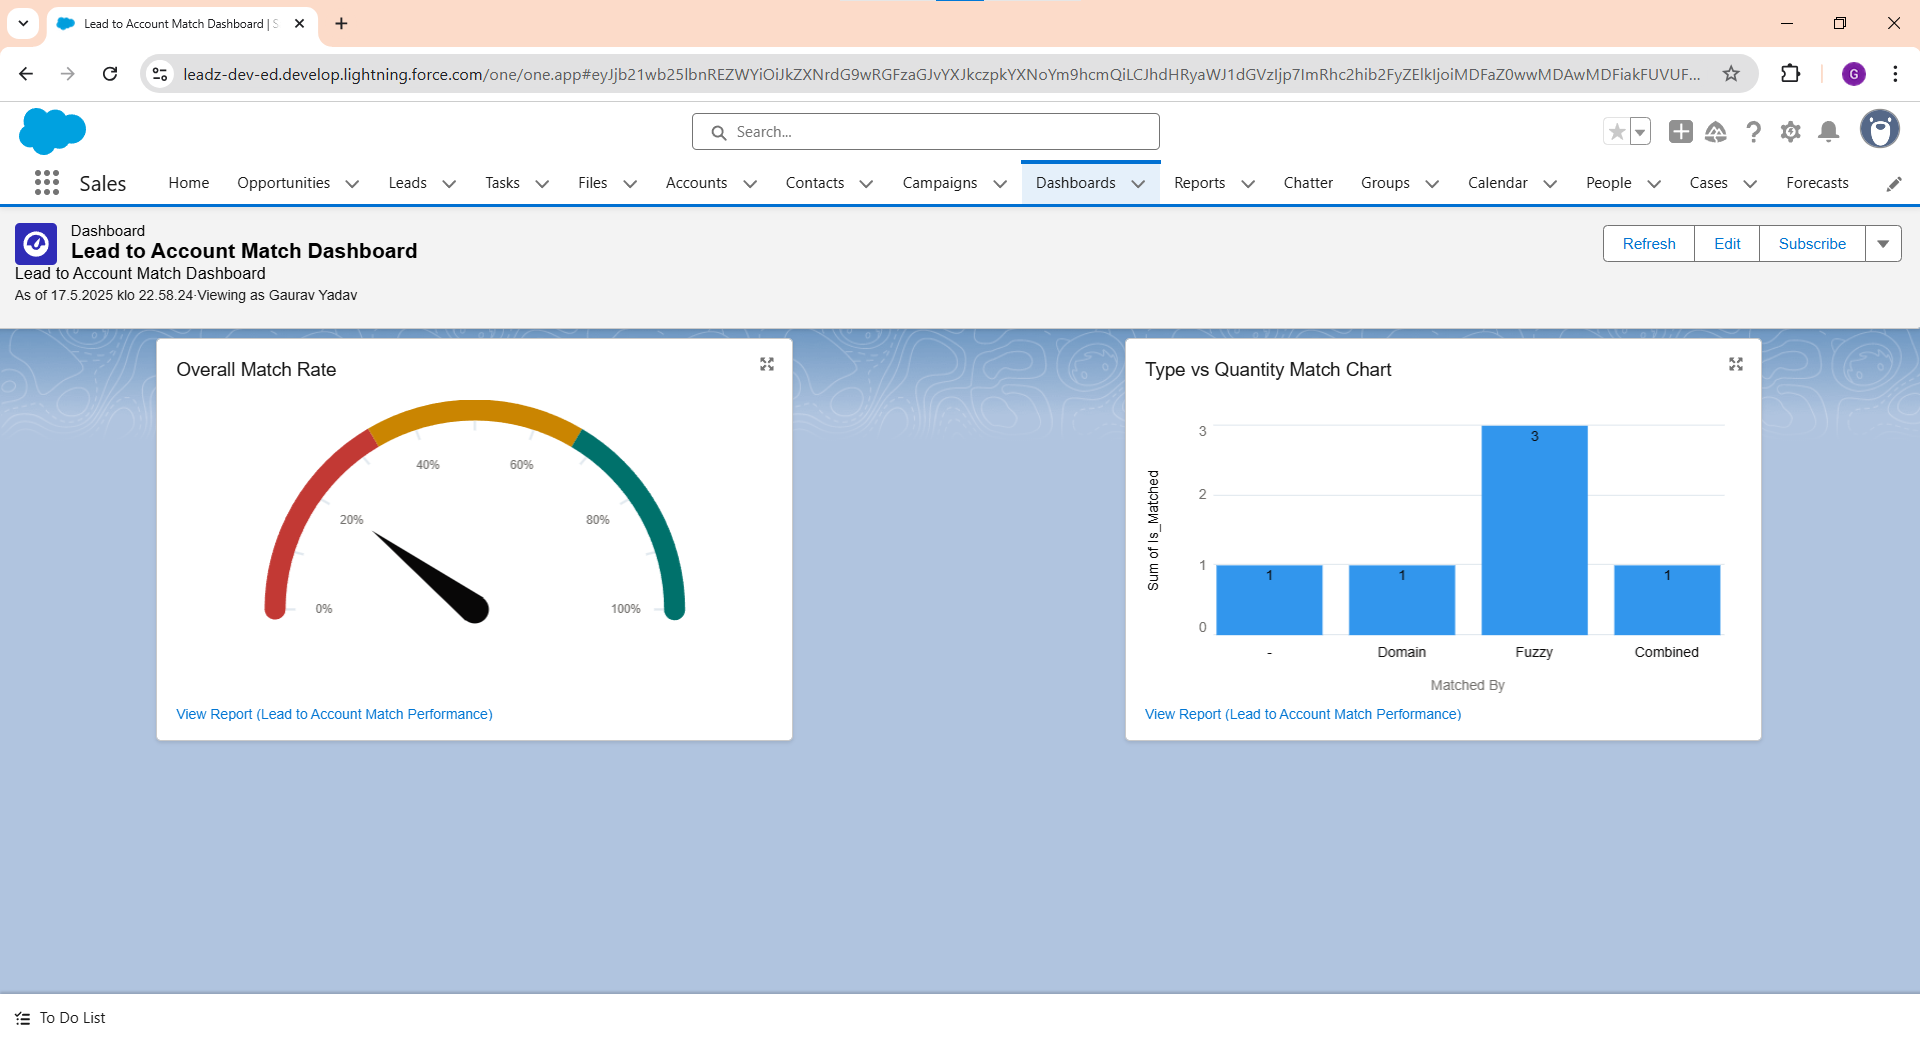 Lead to Account Match Dashboard | S
leadz-dev-ed.develop.lightning.force.com/one/one.app#eyJjb21wb25lbnREZWYiOiJkZXNrdG9wRGFzaGJvYXJkczpkYXNoYm9hcmQiLCJhdHRyaWJ1dGVzIjp7ImRhc2hib2FyZElkIjoiMDFaZ0wwMDAwMDFiakFUVUF...
G
Search...
Sales
Home Opportunities Leads Tasks Files Accounts Contacts Campaigns Dashboards Reports Chatter Groups Calendar People Cases Forecasts
Dashboard
Lead to Account Match Dashboard
Lead to Account Match Dashboard
As of 17.5.2025 klo 22.58.24·Viewing as Gaurav Yadav
Refresh Edit Subscribe
Overall Match Rate
0%
20%
40%
60%
80%
100%
View Report (Lead to Account Match Performance)
Type vs Quantity Match Chart
Sum of Is_Matched
3
2
1
0
1 1 3 1
- Domain Fuzzy Combined
Matched By
View Report (Lead to Account Match Performance)
To Do List